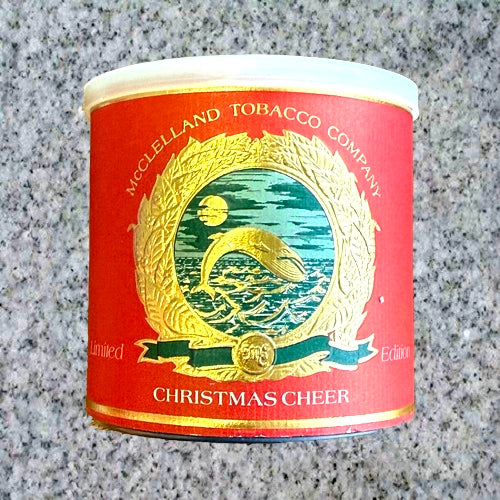 McCLELLAND TOBACCO COMPANY
Limited
Edition
CHRISTMAS CHEER